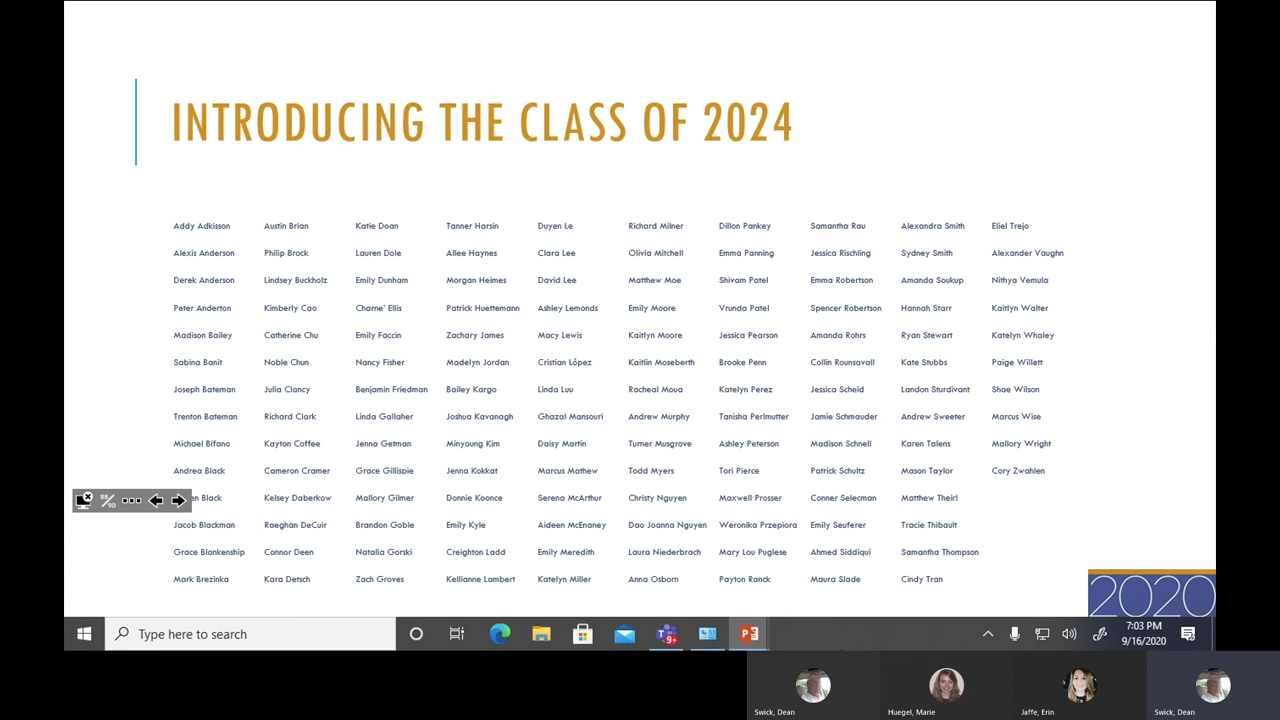 INTRODUCING THE CLASS OF 2024
Addy Adkisson
Alexis Anderson
Derek Anderson
Peter Anderton
Madison Bailey
Sabina Banit
Joseph Bateman
Trenton Bateman
Michael Bifano
Andrea Black
Black
Jacob Blackman
Grace Blankenship
Mark Brezinka
Austin Brian
Philip Brock
Lindsey Buckholz
Kimberly Cao
Catherine Chu
Noble Chun
Julia Clancy
Richard Clark
Kayton Coffee
Cameron Cramer
Kelsey Daberkow
Raeghan DeCuir
Connor Deen
Kara Detsch
Katie Doan
Lauren Dole
Emily Dunham
Charne' Ellis
Emily Faccin
Nancy Fisher
Benjamin Friedman
Linda Gallaher
Jenna Getman
Grace Gillispie
Mallory Gilmer
Brandon Goble
Natalia Gorski
Zach Groves
Tanner Harsin
Allee Haynes
Morgan Heimes
Patrick Huettemann
Zachary James
Madelyn Jordan
Bailey Kargo
Joshua Kavanagh
Minyoung Kim
Jenna Kokkat
Donnie Koonce
Emily Kyle
Creighton Ladd
Kellianne Lambert
Duyen Le
Clara Lee
David Lee
Ashley Lemonds
Macy Lewis
Cristian López
Linda Luu
Ghazal Mansouri
Daisy Martin
Marcus Mathew
Serena McArthur
Aideen McEnaney
Emily Meredith
Katelyn Miller
Richard Milner
Olivia Mitchell
Matthew Moe
Emily Moore
Kaitlyn Moore
Kaitlin Moseberth
Racheal Moua
Andrew Murphy
Turner Musgrove
Todd Myers
Christy Nguyen
Dao Joanna Nguyen
Laura Niederbrach
Anna Osborn
Dillon Pankey
Emma Panning
Shivam Patel
Vrunda Patel
Jessica Pearson
Brooke Penn
Katelyn Perez
Tanisha Perlmutter
Ashley Peterson
Tori Pierce
Maxwell Prosser
Weronika Przepiora
Mary Lou Puglese
Payton Ranck
Samantha Rau
Jessica Rischling
Emma Robertson
Spencer Robertson
Amanda Rohrs
Collin Rounsavall
Jessica Scheid
Jamie Schmauder
Madison Schnell
Patrick Schultz
Conner Selecman
Emily Seuferer
Ahmed Siddiqui
Maura Slade
Alexandra Smith
Sydney Smith
Amanda Soukup
Hannah Starr
Ryan Stewart
Kate Stubbs
Landon Sturdivant
Andrew Sweeter
Karen Talens
Mason Taylor
Matthew Theirl
Tracie Thibault
Samantha Thompson
Cindy Tran
Eliel Trejo
Alexander Vaughn
Nithya Vemula
Kaitlyn Walter
Katelyn Whaley
Paige Willett
Shae Wilson
Marcus Wise
Mallory Wright
Cory Zwahlen
2020
Type here to search
9+
7:03 PM
9/16/2020
Swick, Dean
Huegel, Marie
Jaffe, Erin
Swick, Dean